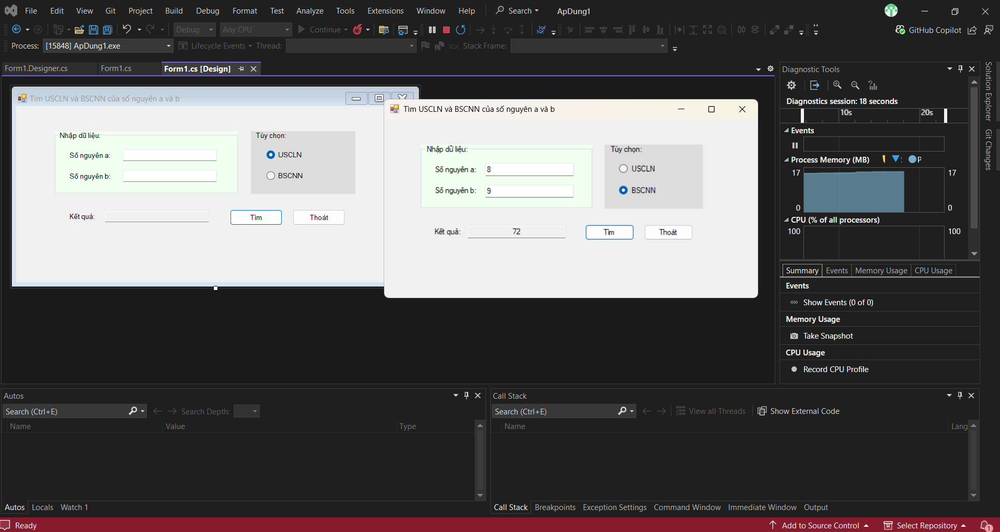 File Edit View Git Project Build Debug Format Test Analyze Tools Extensions Window Help Search ApDung1
Debug Any CPU Continue GitHub Copilot
Process: [15848] ApDung1.exe Lifecycle Events Thread: Stack Frame:
Form1.Designer.cs Form1.cs Form1.cs [Design]
Tìm USCLN và BSCNN của số nguyên a và b
Nhập dữ liệu:
Số nguyên a:
Số nguyên b:
Tùy chọn:
USCLN
BSCNN
Kết quả:
Tìm Thoát
Tìm USCLN và BSCNN của số nguyên a và b
Nhập dữ liệu:
Số nguyên a: 8
Số nguyên b: 9
Tùy chọn:
USCLN
BSCNN
Kết quả: 72 Tìm Thoát
Diagnostic Tools
Diagnostics session: 18 seconds
10s 20s
Events
Process Memory (MB) P
17 17
0 0
CPU (% of all processors)
100 100
Summary Events Memory Usage CPU Usage
Events
Show Events (0 of 0)
Memory Usage
Take Snapshot
CPU Usage
Record CPU Profile
Solution Explorer
Git Changes
Autos
Search (Ctrl+E) Search Depth:
Name Value Type
Autos Locals Watch 1
Call Stack
Search (Ctrl+E) View all Threads Show External Code
Name Lang
Call Stack Breakpoints Exception Settings Command Window Immediate Window Output
Ready Add to Source Control Select Repository 1